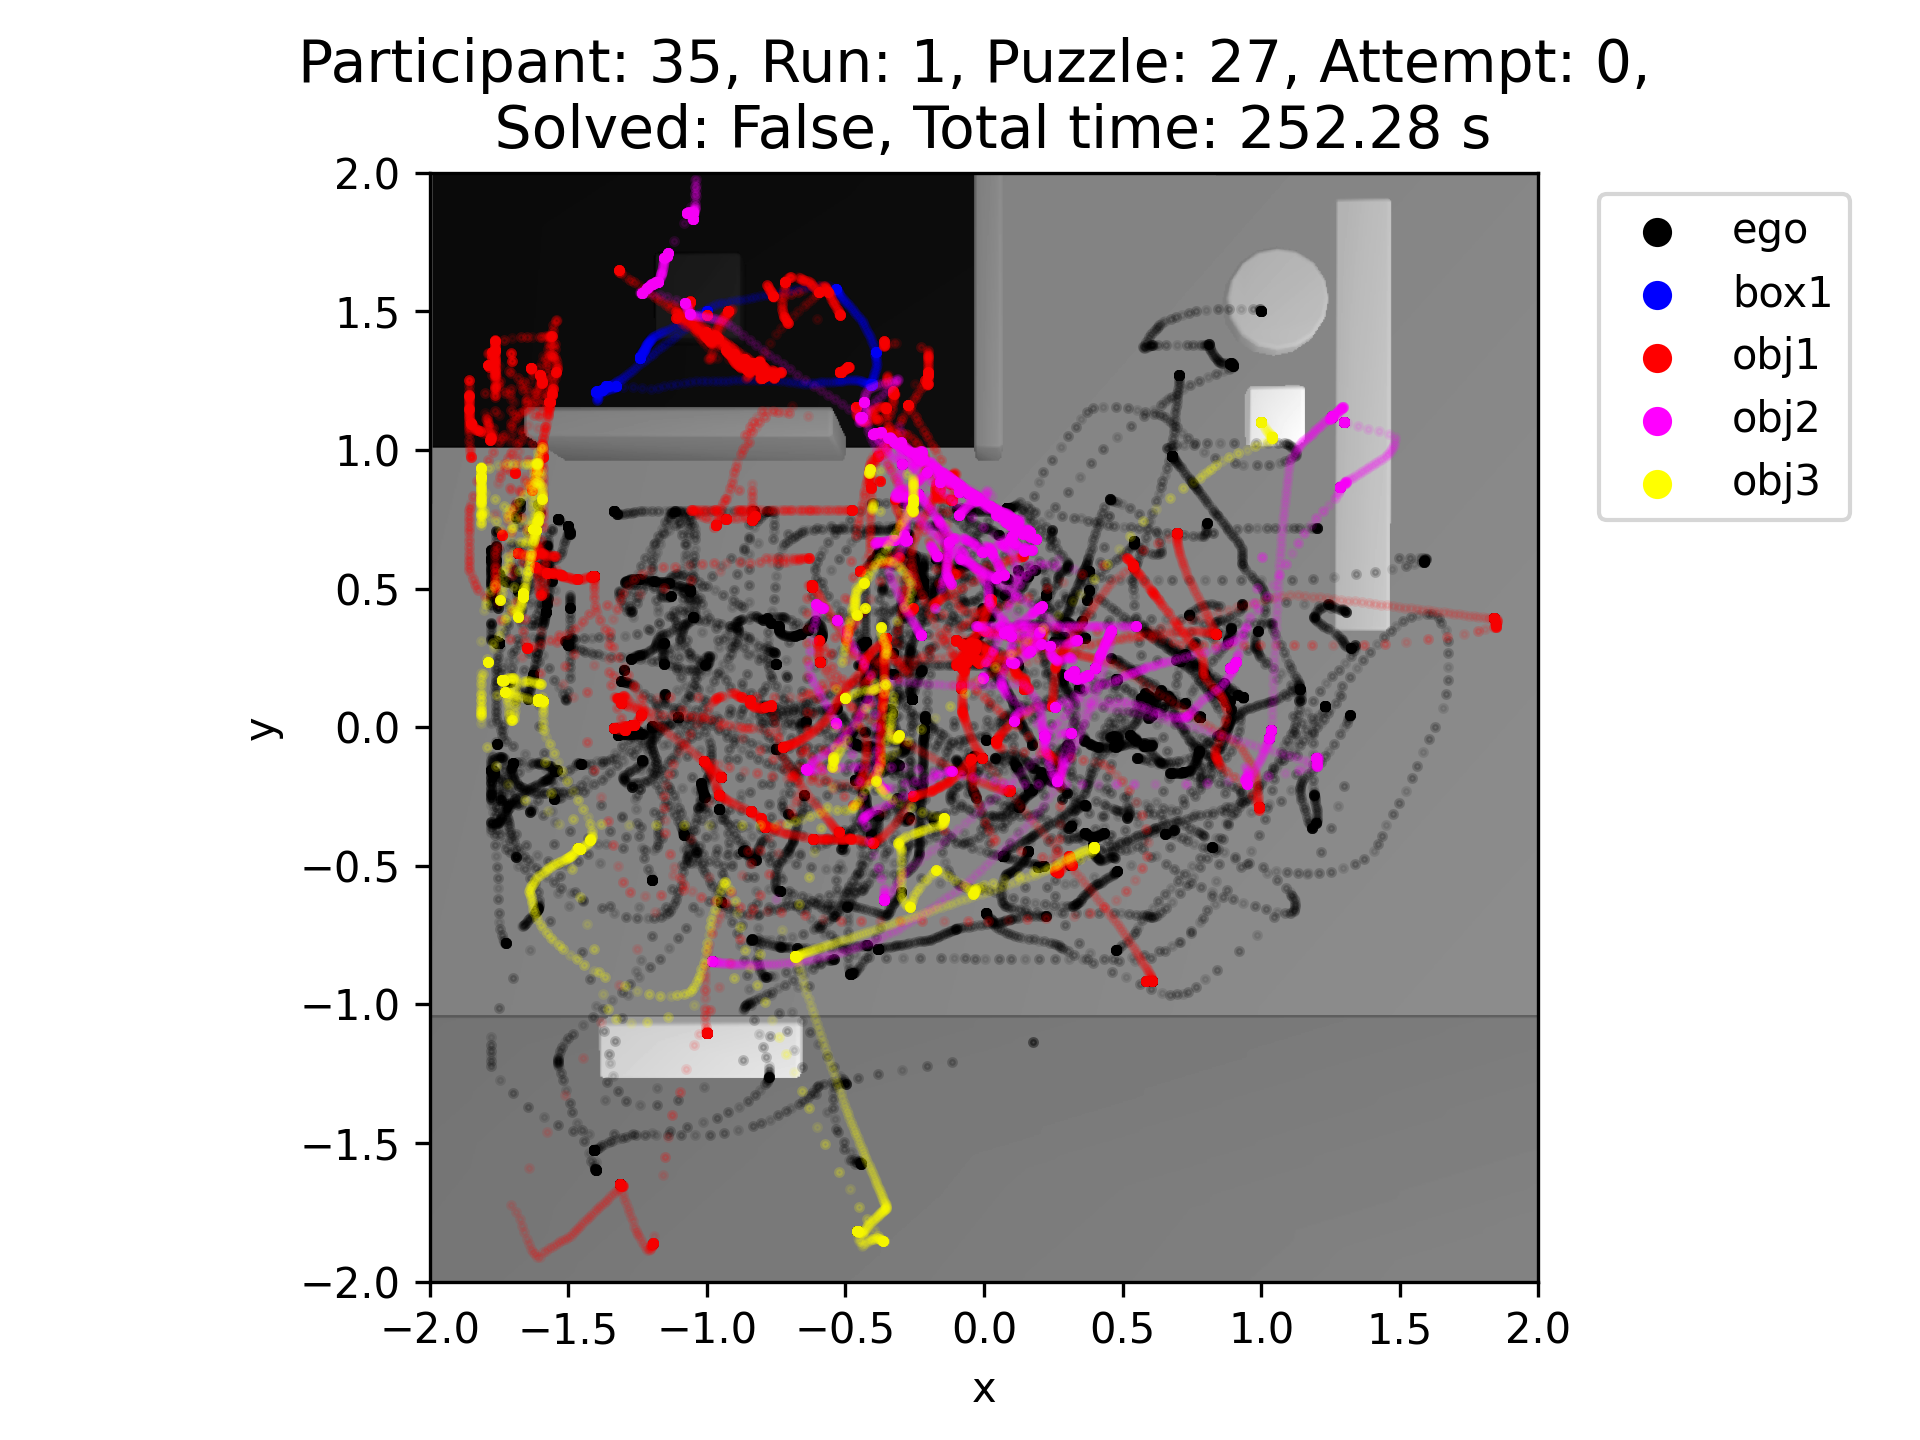 Participant: 35, Run: 1, Puzzle: 27, Attempt: 0,
Solved: False, Total time: 252.28 s
2.0
1.5
1.0
0.5
0.0
−0.5
−1.0
−1.5
−2.0
y
−2.0 −1.5 −1.0 −0.5 0.0 0.5 1.0 1.5 2.0
x
ego
box1
obj1
obj2
obj3